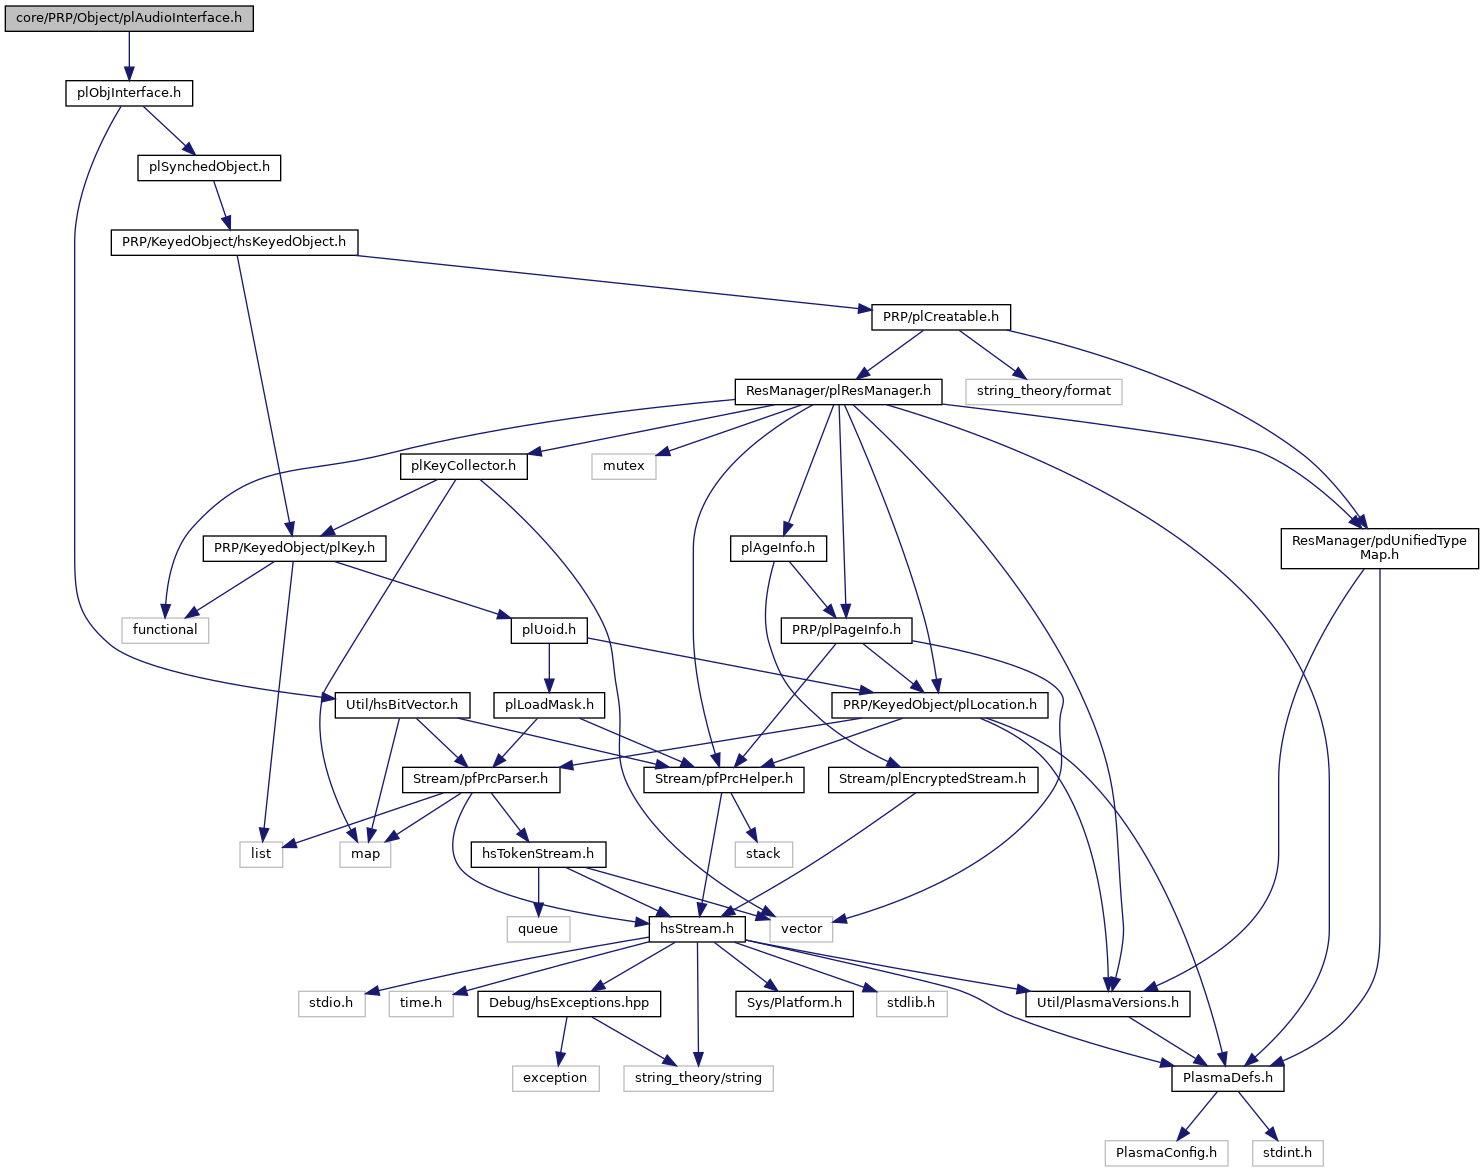 core/PRP/Object/plAudioInterface.h
plObjInterface.h
plSynchedObject.h
PRP/KeyedObject/hsKeyedObject.h
PRP/plCreatable.h
ResManager/plResManager.h
string_theory/format
plKeyCollector.h
mutex
PRP/KeyedObject/plKey.h
plAgeInfo.h
ResManager/pdUnifiedType
Map.h
functional
plUoid.h
PRP/plPageInfo.h
Util/hsBitVector.h
plLoadMask.h
PRP/KeyedObject/plLocation.h
Stream/pfPrcParser.h
Stream/pfPrcHelper.h
Stream/plEncryptedStream.h
list
map
hsTokenStream.h
stack
queue
hsStream.h
vector
stdio.h
time.h
Debug/hsExceptions.hpp
Sys/Platform.h
stdlib.h
Util/PlasmaVersions.h
exception
string_theory/string
PlasmaDefs.h
PlasmaConfig.h
stdint.h